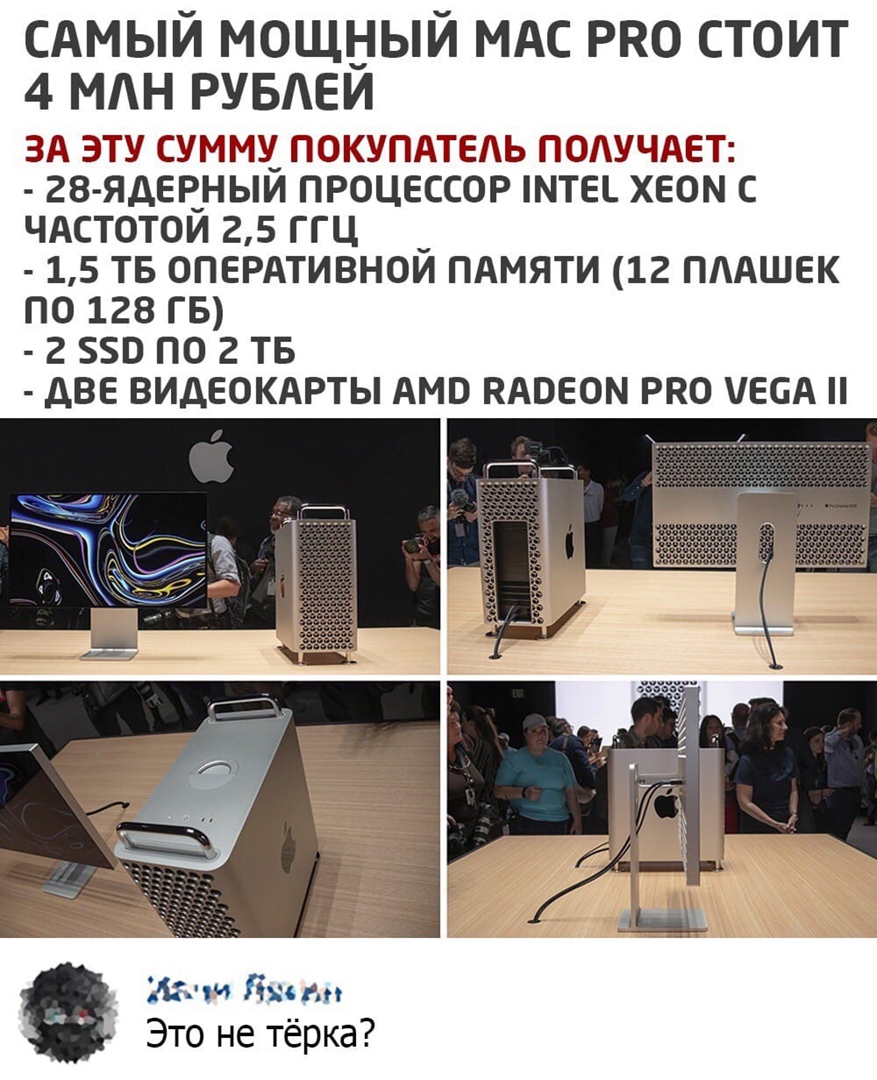 САМЫЙ МОЩНЫЙ MAC PRO СТОИТ
4 МЛН РУБЛЕЙ
ЗА ЭТУ СУММУ ПОКУПАТЕЛЬ ПОЛУЧАЕТ:
- 28-ЯДЕРНЫЙ ПРОЦЕССОР INTEL XEON С
ЧАСТОТОЙ 2,5 ГГЦ
- 1,5 ТБ ОПЕРАТИВНОЙ ПАМЯТИ (12 ПЛАШЕК
ПО 128 ГБ)
- 2 SSD ПО 2 ТБ
- ДВЕ ВИДЕОКАРТЫ AMD RADEON PRO VEGA II
Это не тёрка?